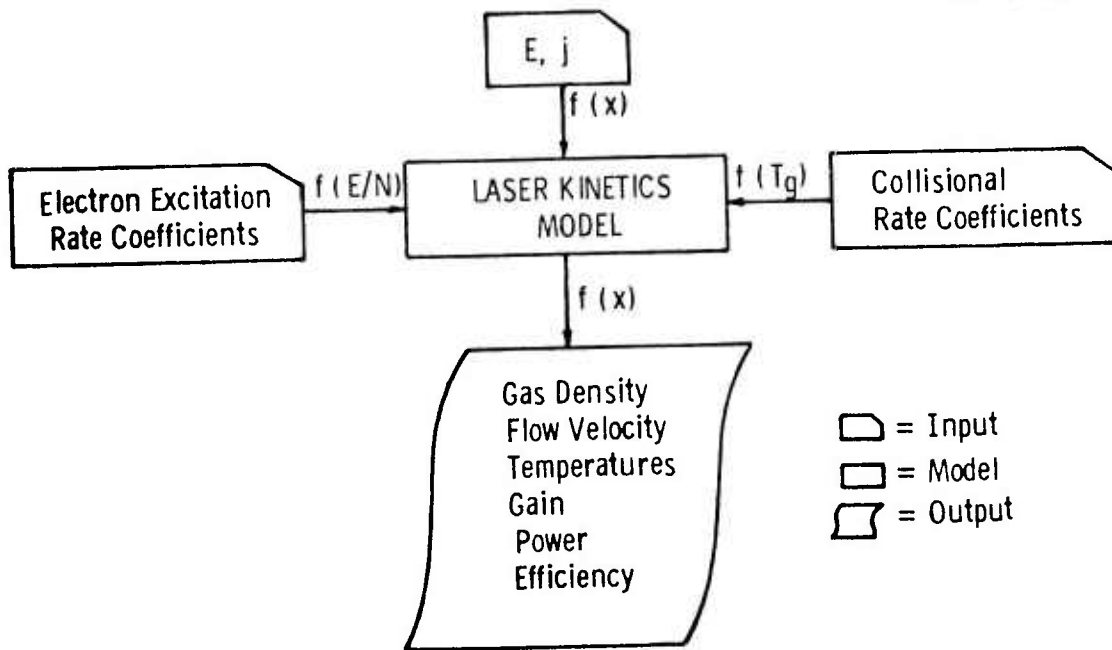 E, j
f (x)
Electron Excitation
Rate Coefficients
f (E/N)
LASER KINETICS
MODEL
f (Tg)
Collisional
Rate Coefficients
f (x)
Gas Density
Flow Velocity
Temperatures
Gain
Power
Efficiency
= Input
= Model
= Output